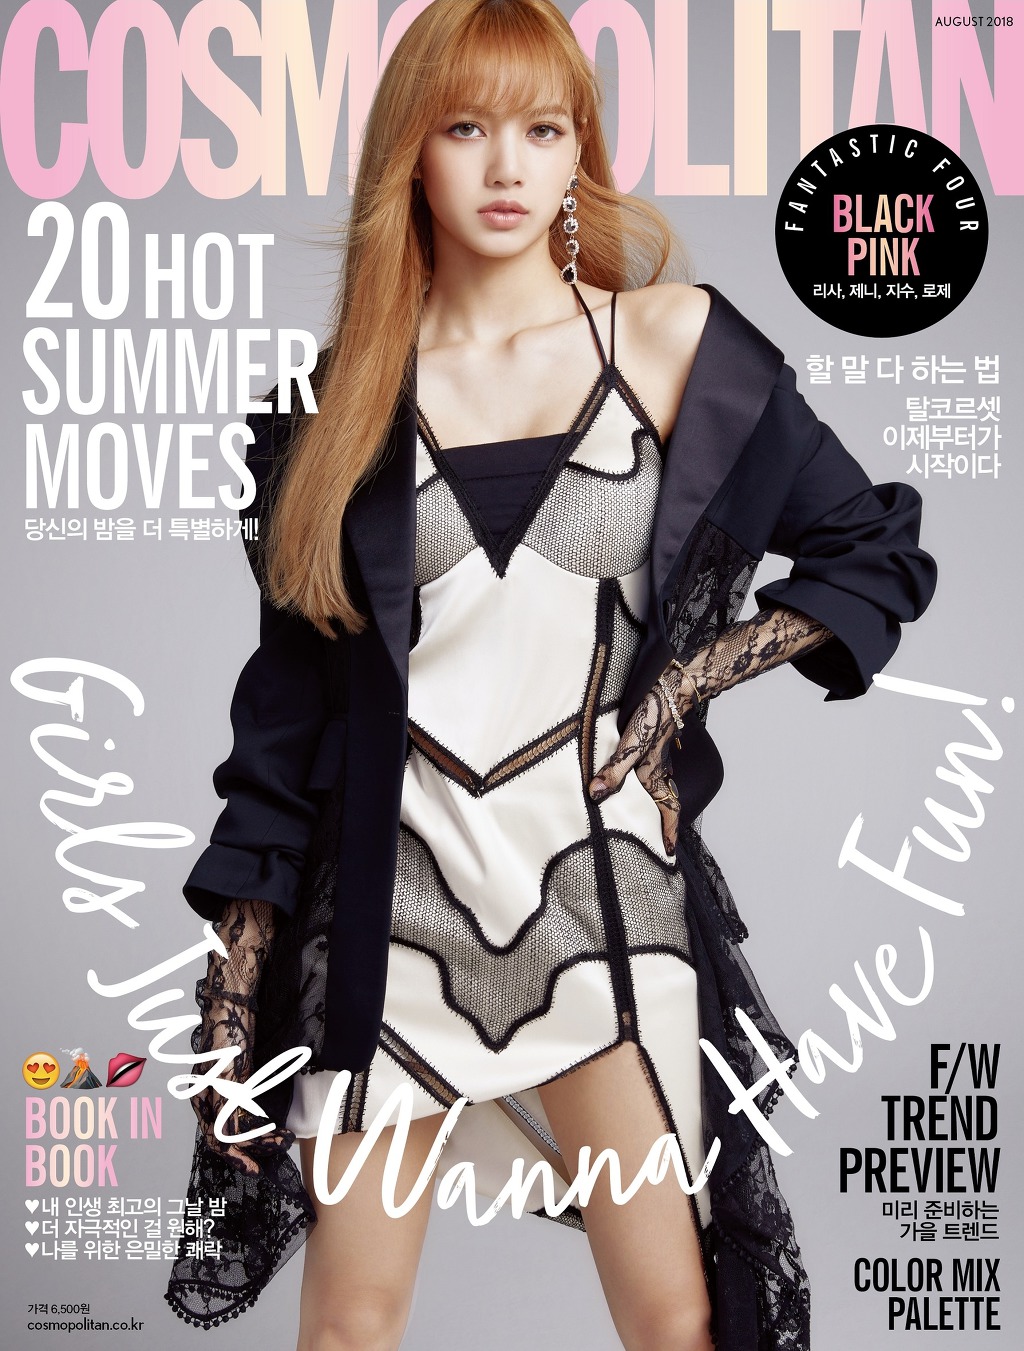 COSMOPOLITAN
AUGUST 2018
FANTASTIC FOUR
BLACK
PINK
리사, 제니, 지수, 로제
20 HOT
SUMMER
MOVES
당신의 밤을 더 특별하게!
할 말 다 하는 법
탈코르셋
이제부터가
시작이다
Girls Just Wanna Have Fun!
BOOK IN
BOOK
♥내 인생 최고의 그날 밤
♥더 자극적인 걸 원해?
♥나를 위한 은밀한 쾌락
가격 6,500원
cosmopolitan.co.kr
F/W
TREND
PREVIEW
미리 준비하는
가을 트렌드
COLOR MIX
PALETTE